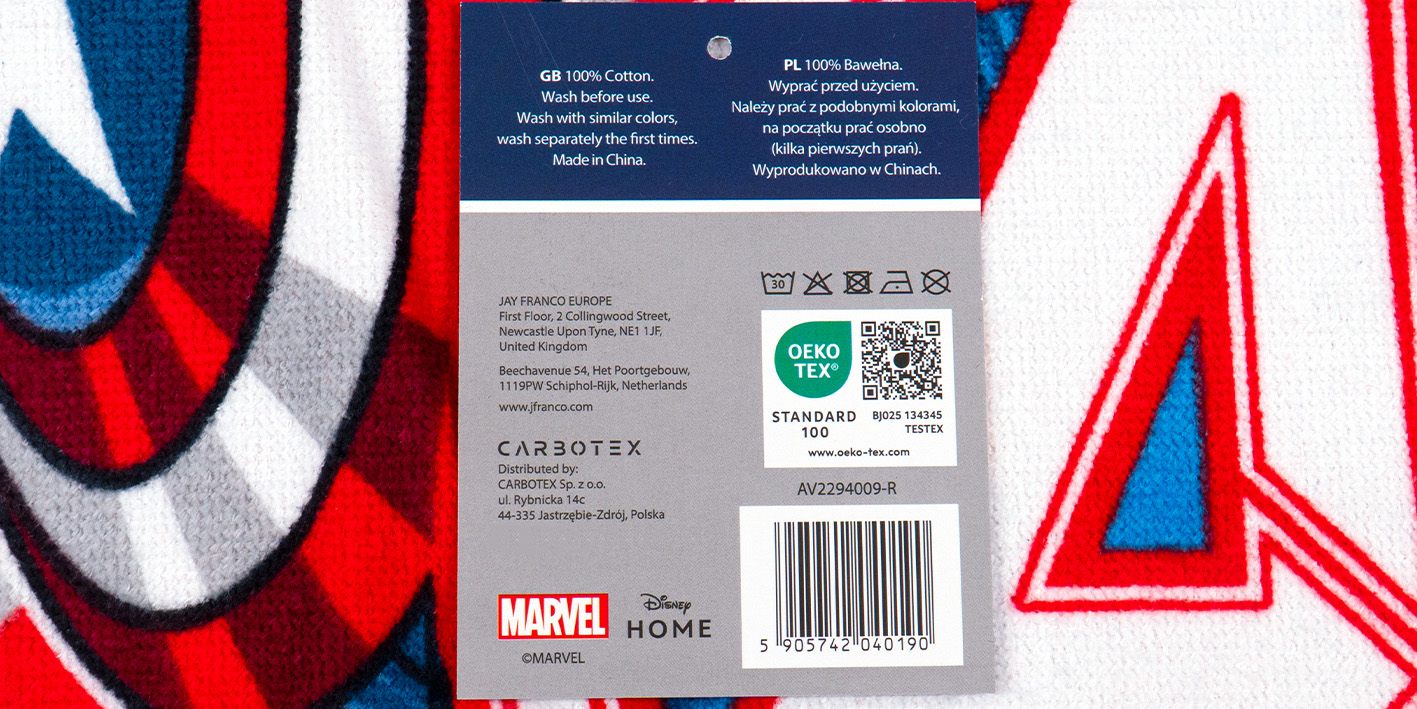 GB 100% Cotton.
Wash before use.
Wash with similar colors,
wash separately the first times.
Made in China.
PL 100% Bawełna.
Wyprać przed użyciem.
Należy prać z podobnymi kolorami,
na początku prać osobno
(kilka pierwszych prań).
Wyprodukowano w Chinach.
JAY FRANCO EUROPE
First Floor, 2 Collingwood Street,
Newcastle Upon Tyne, NE1 1JF,
United Kingdom
Beechavenue 54, Het Poortgebouw,
1119PW Schiphol-Rijk, Netherlands
www.jfranco.com
CARBOTEX
Distributed by:
CARBOTEX Sp. z o.o.
ul. Rybnicka 14c
44-335 Jastrzębie-Zdrój, Polska
MARVEL
Disney
HOME
©MARVEL
30
OEKO
TEX®
STANDARD
100
BJ025 134345
TESTEX
www.oeko-tex.com
AV2294009-R
5 905742 040190